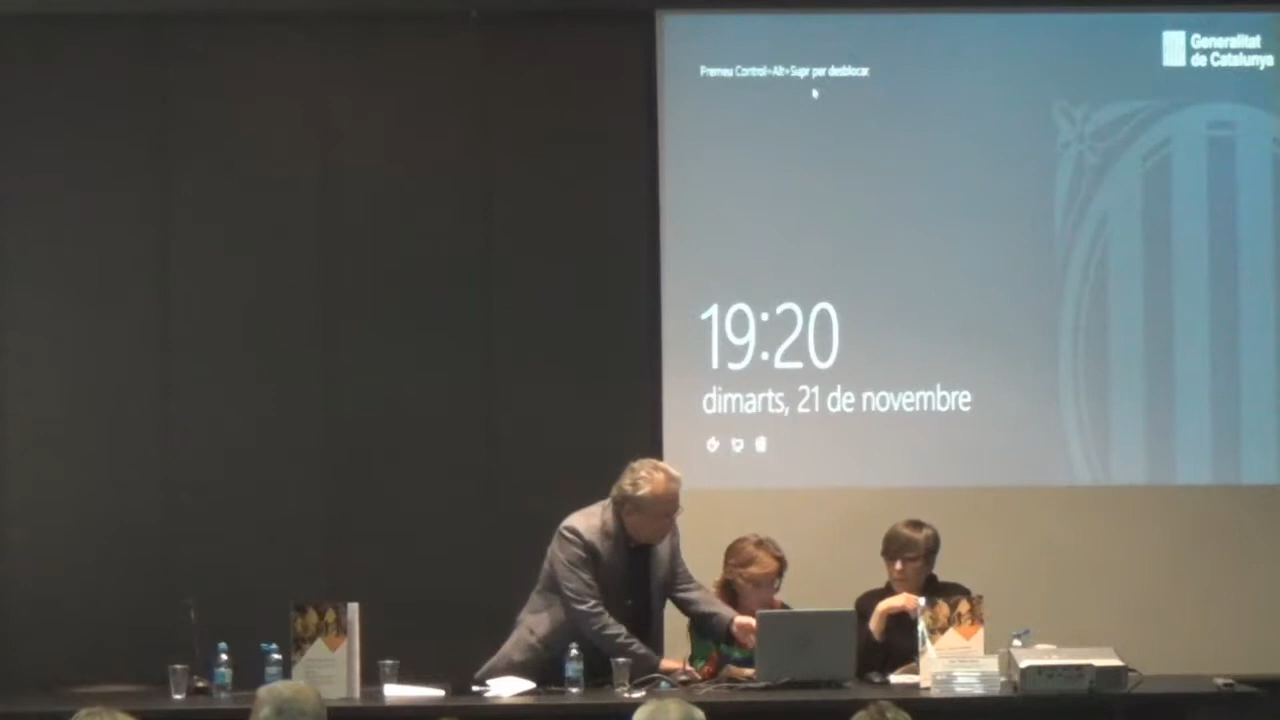 Premeu Control+Alt+Supr per desblocar.
Generalitat
de Catalunya
19:20
dimarts, 21 de novembre